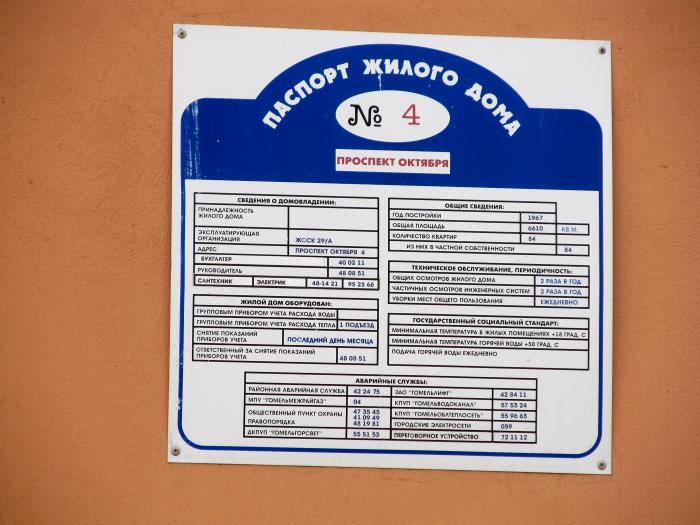 ПАСПОРТ ЖИЛОГО ДОМА
№ 4
ПРОСПЕКТ ОКТЯБРЯ
СВЕДЕНИЯ О ДОМОВЛАДЕНИИ:
ПРИНАДЛЕЖНОСТЬ
ЖИЛОГО ДОМА
ЭКСПЛУАТИРУЮЩАЯ
ОРГАНИЗАЦИЯ ЖССК 29/А
АДРЕС ПРОСПЕКТ ОКТЯБРЯ 4
БУХГАЛТЕР 40 02 11
РУКОВОДИТЕЛЬ 48 08 51
САНТЕХНИК ЭЛЕКТРИК 48-14 21 95 23 68
ЖИЛОЙ ДОМ ОБОРУДОВАН:
ГРУППОВЫМ ПРИБОРОМ УЧЕТА РАСХОДА ВОДЫ
ГРУППОВЫМ ПРИБОРОМ УЧЕТА РАСХОДА ТЕПЛА 1 ПОДЪЕЗД
СНЯТИЕ ПОКАЗАНИЙ
ПРИБОРОВ УЧЕТА ПОСЛЕДНИЙ ДЕНЬ МЕСЯЦА
ОТВЕТСТВЕННЫЙ ЗА СНЯТИЕ ПОКАЗАНИЙ
ПРИБОРОВ УЧЕТА 48 08 51
ОБЩИЕ СВЕДЕНИЯ:
ГОД ПОСТРОЙКИ 1967
ОБЩАЯ ПЛОЩАДЬ 6610 КВ.М.
КОЛИЧЕСТВО КВАРТИР 84
ИЗ НИХ В ЧАСТНОЙ СОБСТВЕННОСТИ 84
ТЕХНИЧЕСКОЕ ОБСЛУЖИВАНИЕ, ПЕРИОДИЧНОСТЬ:
ОБЩИХ ОСМОТРОВ ЖИЛОГО ДОМА 2 РАЗА В ГОД
ЧАСТИЧНЫХ ОСМОТРОВ ИНЖЕНЕРНЫХ СИСТЕМ 2 РАЗА В ГОД
УБОРКИ МЕСТ ОБЩЕГО ПОЛЬЗОВАНИЯ ЕЖЕДНЕВНО
ГОСУДАРСТВЕННЫЙ СОЦИАЛЬНЫЙ СТАНДАРТ:
МИНИМАЛЬНАЯ ТЕМПЕРАТУРА В ЖИЛЫХ ПОМЕЩЕНИЯХ +18 ГРАД. С
МИНИМАЛЬНАЯ ТЕМПЕРАТУРА ГОРЯЧЕЙ ВОДЫ +50 ГРАД. С
ПОДАЧА ГОРЯЧЕЙ ВОДЫ ЕЖЕДНЕВНО
АВАРИЙНЫЕ СЛУЖБЫ:
РАЙОННАЯ АВАРИЙНАЯ СЛУЖБА 42 24 75
МПУ "ГОМЕЛЬМЕЖРАЙГАЗ" 04
ОБЩЕСТВЕННЫЙ ПУНКТ ОХРАНЫ
ПРАВОПОРЯДКА
47 35 45
41 09 49
48 19 81
ДКПУП "ГОМЕЛЬГОРСВЕТ" 55 51 53
ЗАО "ГОМЕЛЬЛИФТ" 42 84 11
КПУП "ГОМЕЛЬВОДОКАНАЛ" 57 53 24
КПУП "ГОМЕЛЬОБЛТЕПЛОСЕТЬ" 55 96 63
ГОРОДСКИЕ ЭЛЕКТРОСЕТИ 059
ПЕРЕГОВОРНОЕ УСТРОЙСТВО 72 11 12